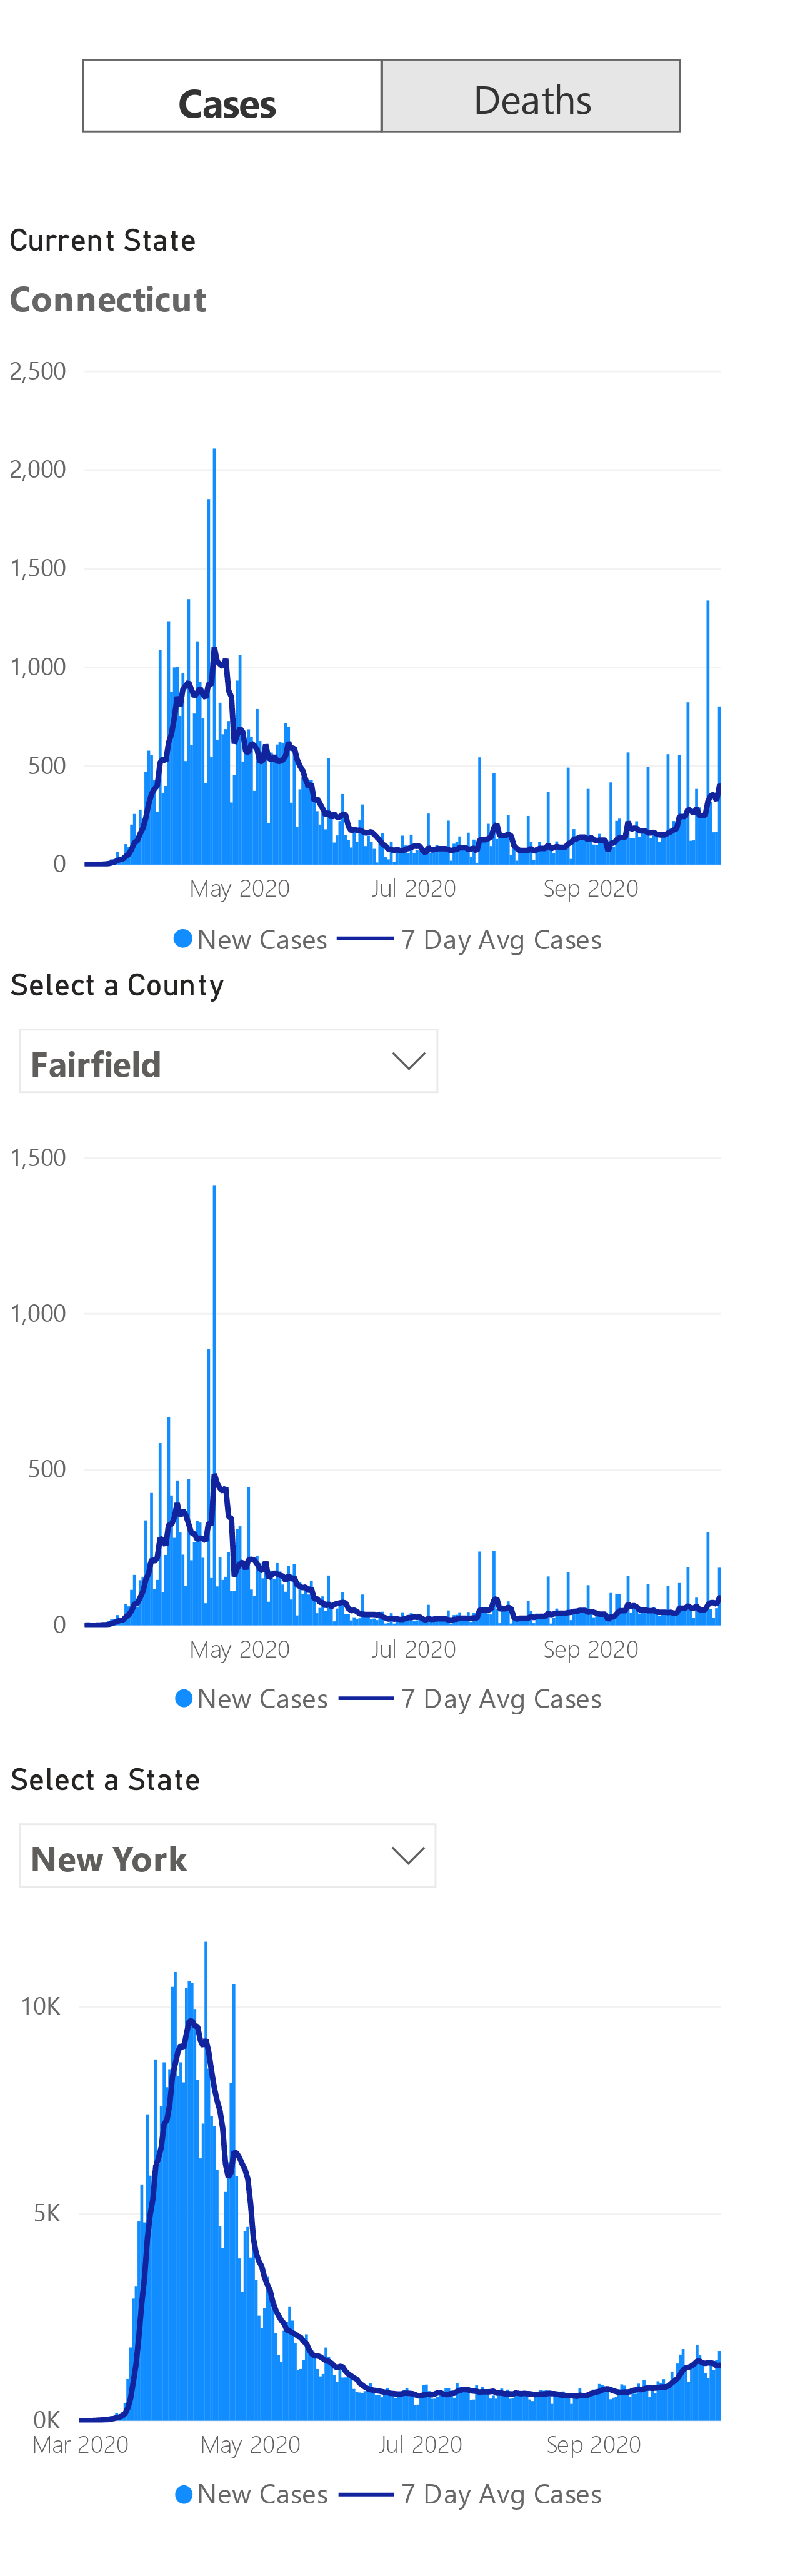 Cases Deaths
Current State
Connecticut
2,500
2,000
1,500
1,000
500
0
May 2020 Jul 2020 Sep 2020
New Cases 7 Day Avg Cases
Select a County
Fairfield
1,500
1,000
500
0
May 2020 Jul 2020 Sep 2020
New Cases 7 Day Avg Cases
Select a State
New York
10K
5K
0K
Mar 2020 May 2020 Jul 2020 Sep 2020
New Cases 7 Day Avg Cases